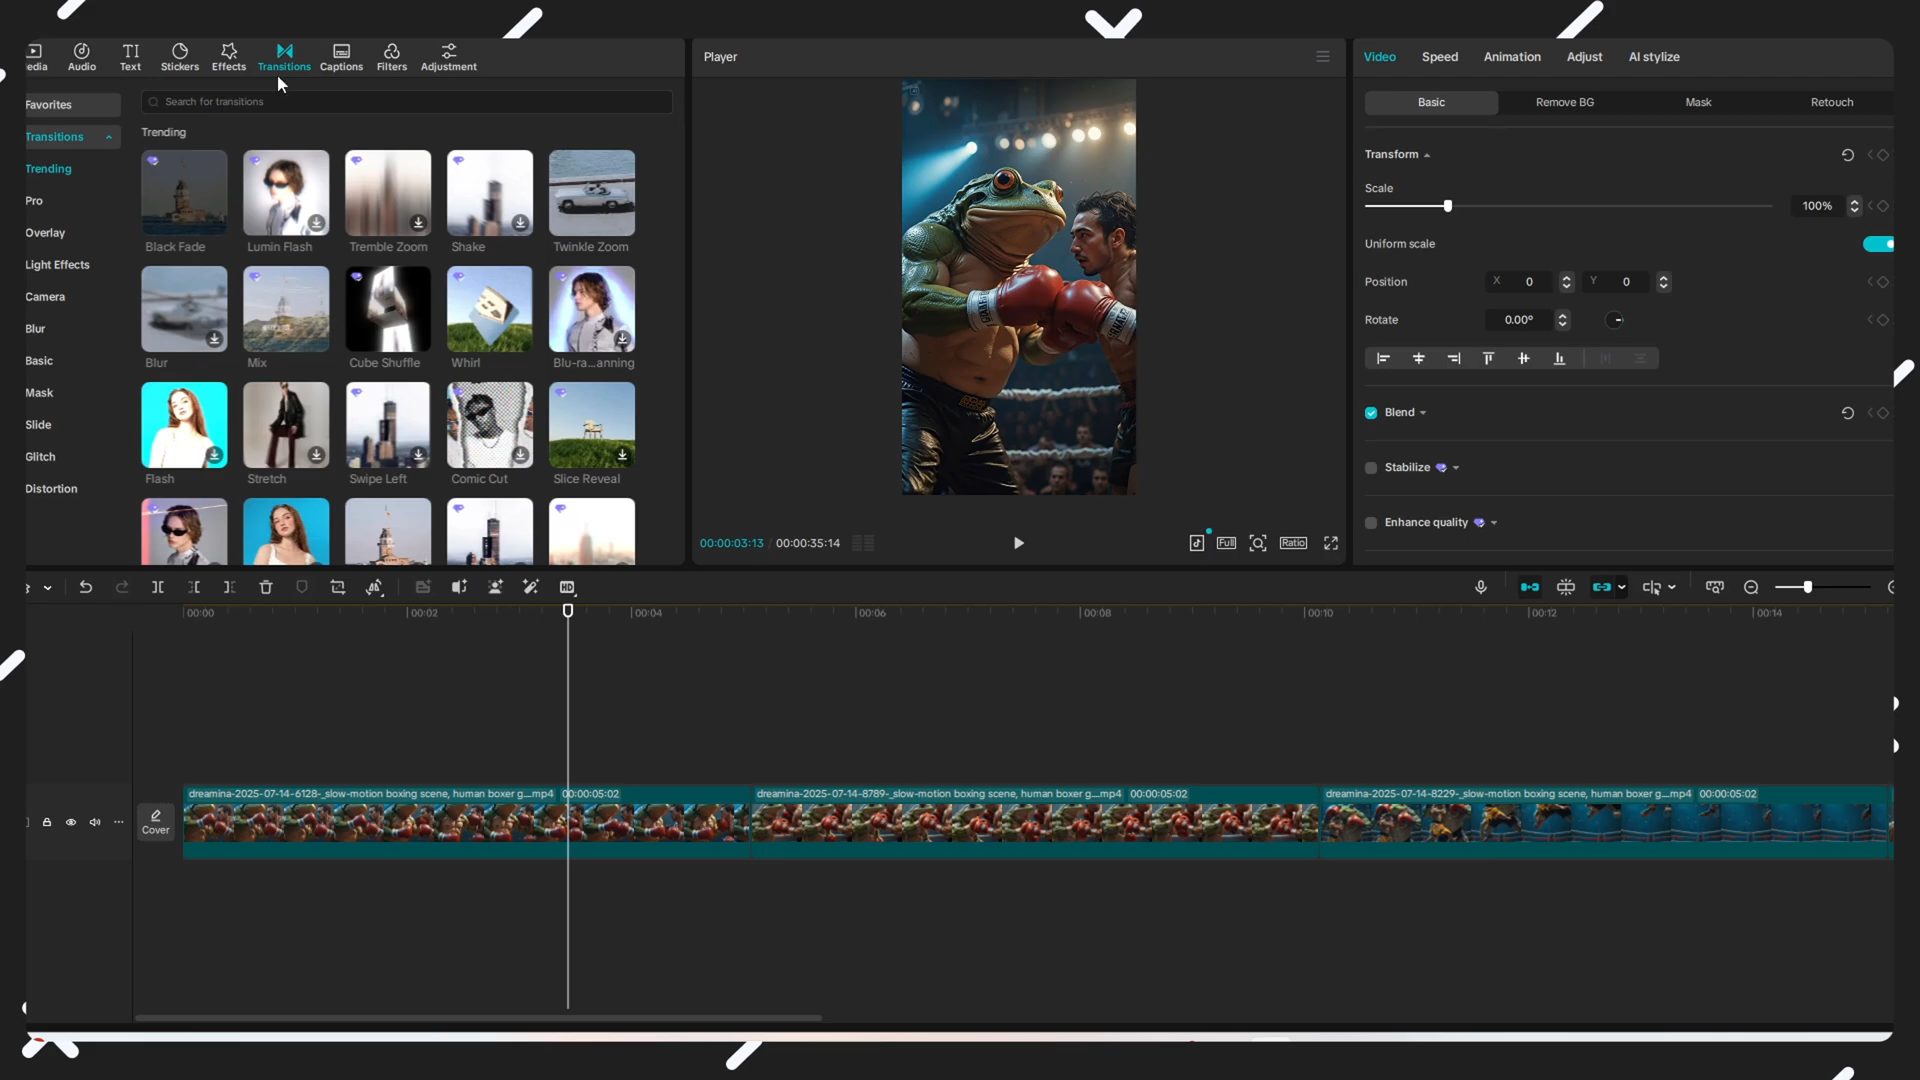 edia
Audio
Text
Stickers
Effects
Transitions
Captions
Filters
Adjustment
Favorites
Transitions
Trending
Pro
Overlay
Light Effects
Camera
Blur
Basic
Mask
Slide
Glitch
Distortion
Search for transitions
Trending
Black Fade
Lumin Flash
Tremble Zoom
Shake
Twinkle Zoom
Blur
Mix
Cube Shuffle
Whirl
Blu-ra...anning
Flash
Stretch
Swipe Left
Comic Cut
Slice Reveal
Player
00:00:03:13 / 00:00:35:14
Full
Ratio
Video
Speed
Animation
Adjust
AI stylize
Basic
Remove BG
Mask
Retouch
Transform
Scale
100%
Uniform scale
Position
X 0
Y 0
Rotate
0.00°
Blend
Stabilize
Enhance quality
HD
00:00
00:02
00:04
00:06
00:08
00:10
00:12
00:14
Cover
dreamina-2025-07-14-6128-_slow-motion boxing scene, human boxer g....mp4 00:00:05:02
dreamina-2025-07-14-8789-_slow-motion boxing scene, human boxer g....mp4 00:00:05:02
dreamina-2025-07-14-8229-_slow-motion boxing scene, human boxer g....mp4 00:00:05:02